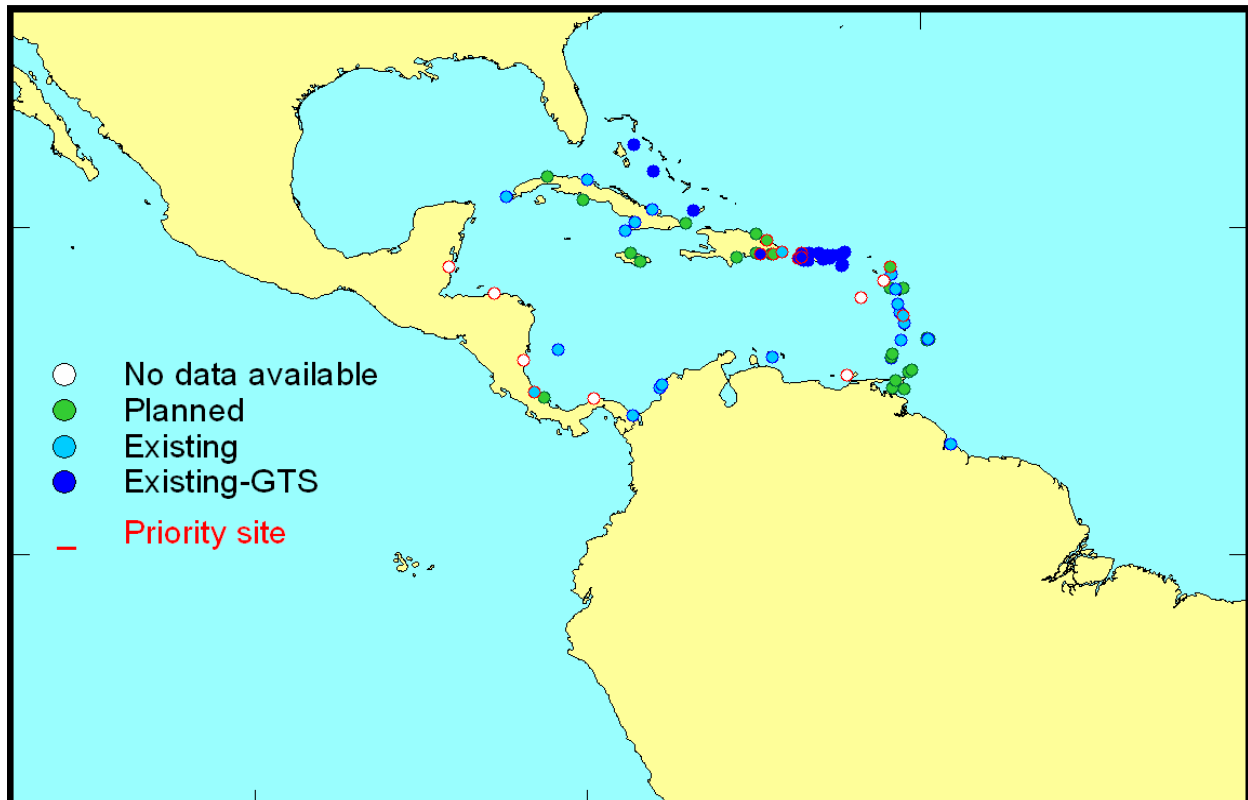 No data available
Planned
Existing
Existing-GTS
Priority site